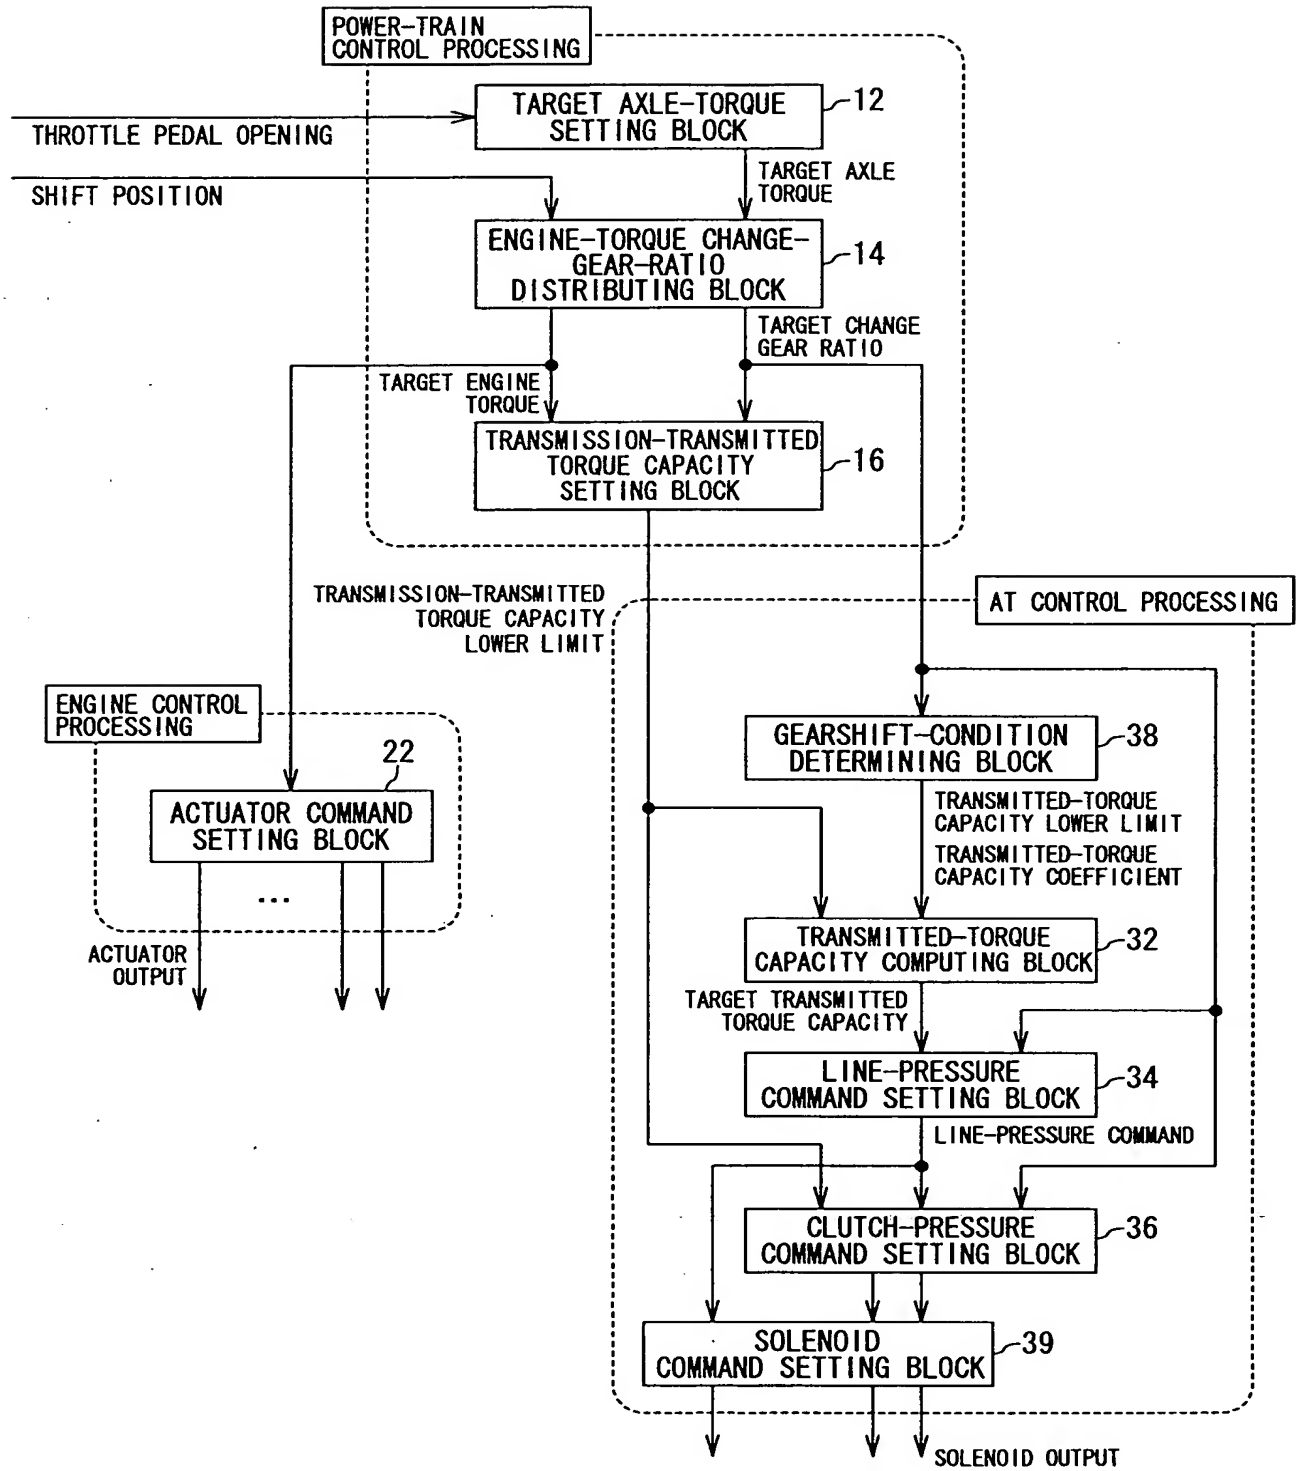 POWER-TRAIN
CONTROL PROCESSING
TARGET AXLE-TORQUE
SETTING BLOCK
12
THROTTLE PEDAL OPENING
TARGET AXLE
TORQUE
SHIFT POSITION
ENGINE-TORQUE CHANGE-
GEAR-RATIO
DISTRIBUTING BLOCK
14
TARGET CHANGE
GEAR RATIO
TARGET ENGINE
TORQUE
TRANSMISSION-TRANSMITTED
TORQUE CAPACITY
SETTING BLOCK
16
TRANSMISSION-TRANSMITTED
TORQUE CAPACITY
LOWER LIMIT
AT CONTROL PROCESSING
ENGINE CONTROL
PROCESSING
22
ACTUATOR COMMAND
SETTING BLOCK
...
ACTUATOR
OUTPUT
GEARSHIFT-CONDITION
DETERMINING BLOCK
38
TRANSMITTED-TORQUE
CAPACITY LOWER LIMIT
TRANSMITTED-TORQUE
CAPACITY COEFFICIENT
TRANSMITTED-TORQUE
CAPACITY COMPUTING BLOCK
32
TARGET TRANSMITTED
TORQUE CAPACITY
LINE-PRESSURE
COMMAND SETTING BLOCK
34
LINE-PRESSURE COMMAND
CLUTCH-PRESSURE
COMMAND SETTING BLOCK
36
SOLENOID
COMMAND SETTING BLOCK
39
SOLENOID OUTPUT